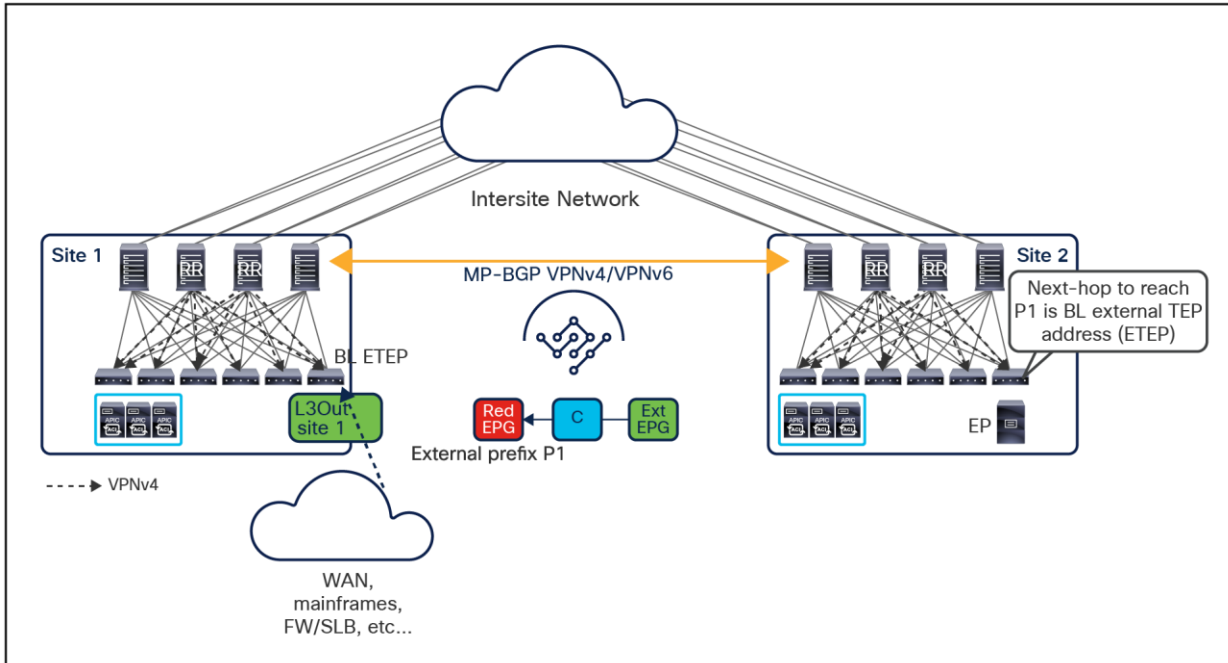 Intersite Network
Site 1
RR
RR
MP-BGP VPNv4/VPNv6
RR
RR
Site 2
Next-hop to reach
P1 is BL external TEP
address (ETEP)
BL ETEP
APIC
APIC
APIC
L3Out
site 1
Red
EPG
C
Ext
EPG
External prefix P1
APIC
APIC
APIC
EP
VPNv4
WAN,
mainframes,
FW/SLB, etc...